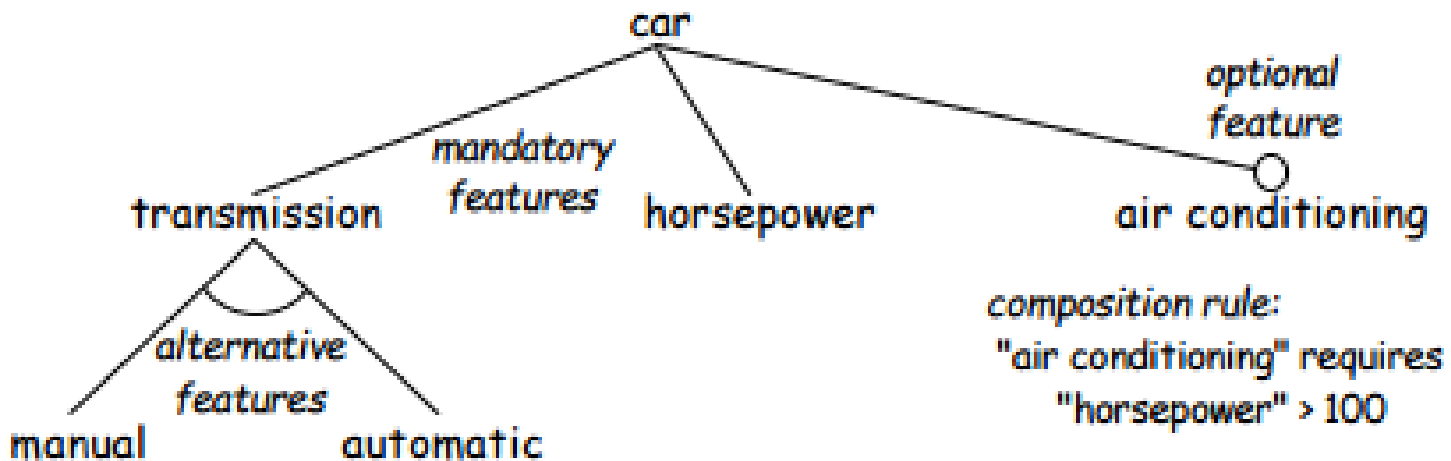 car
optional
feature
mandatory
features
transmission
horsepower
air conditioning
composition rule:
"air conditioning" requires
"horsepower" > 100
alternative
features
manual
automatic